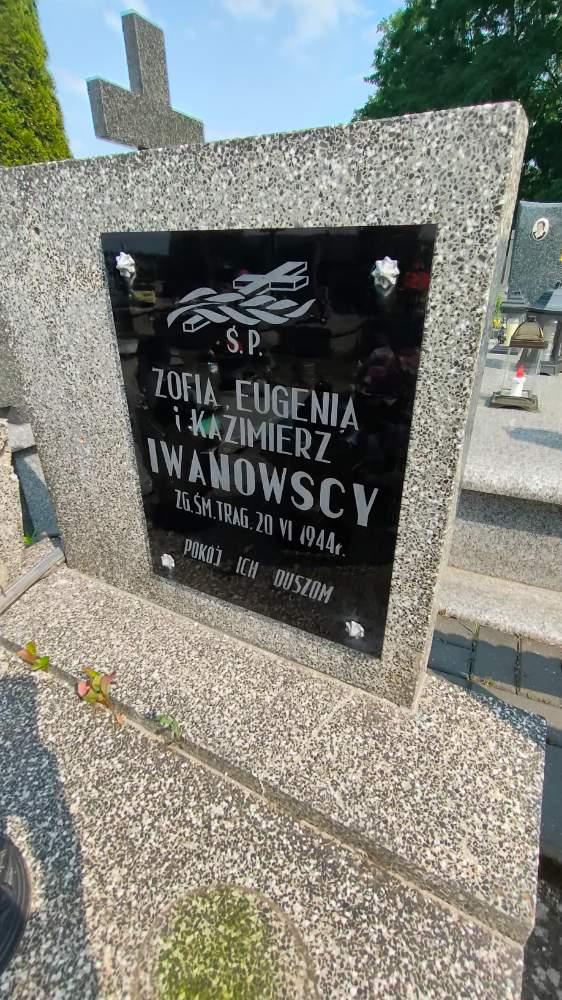 Ś.P.
ZOFIA, EUGENIA
i KAZIMIERZ
IWANOWSCY
ZG.ŚM.TRAG. 20 VI 1944r.
POKÓJ ICH DUSZOM